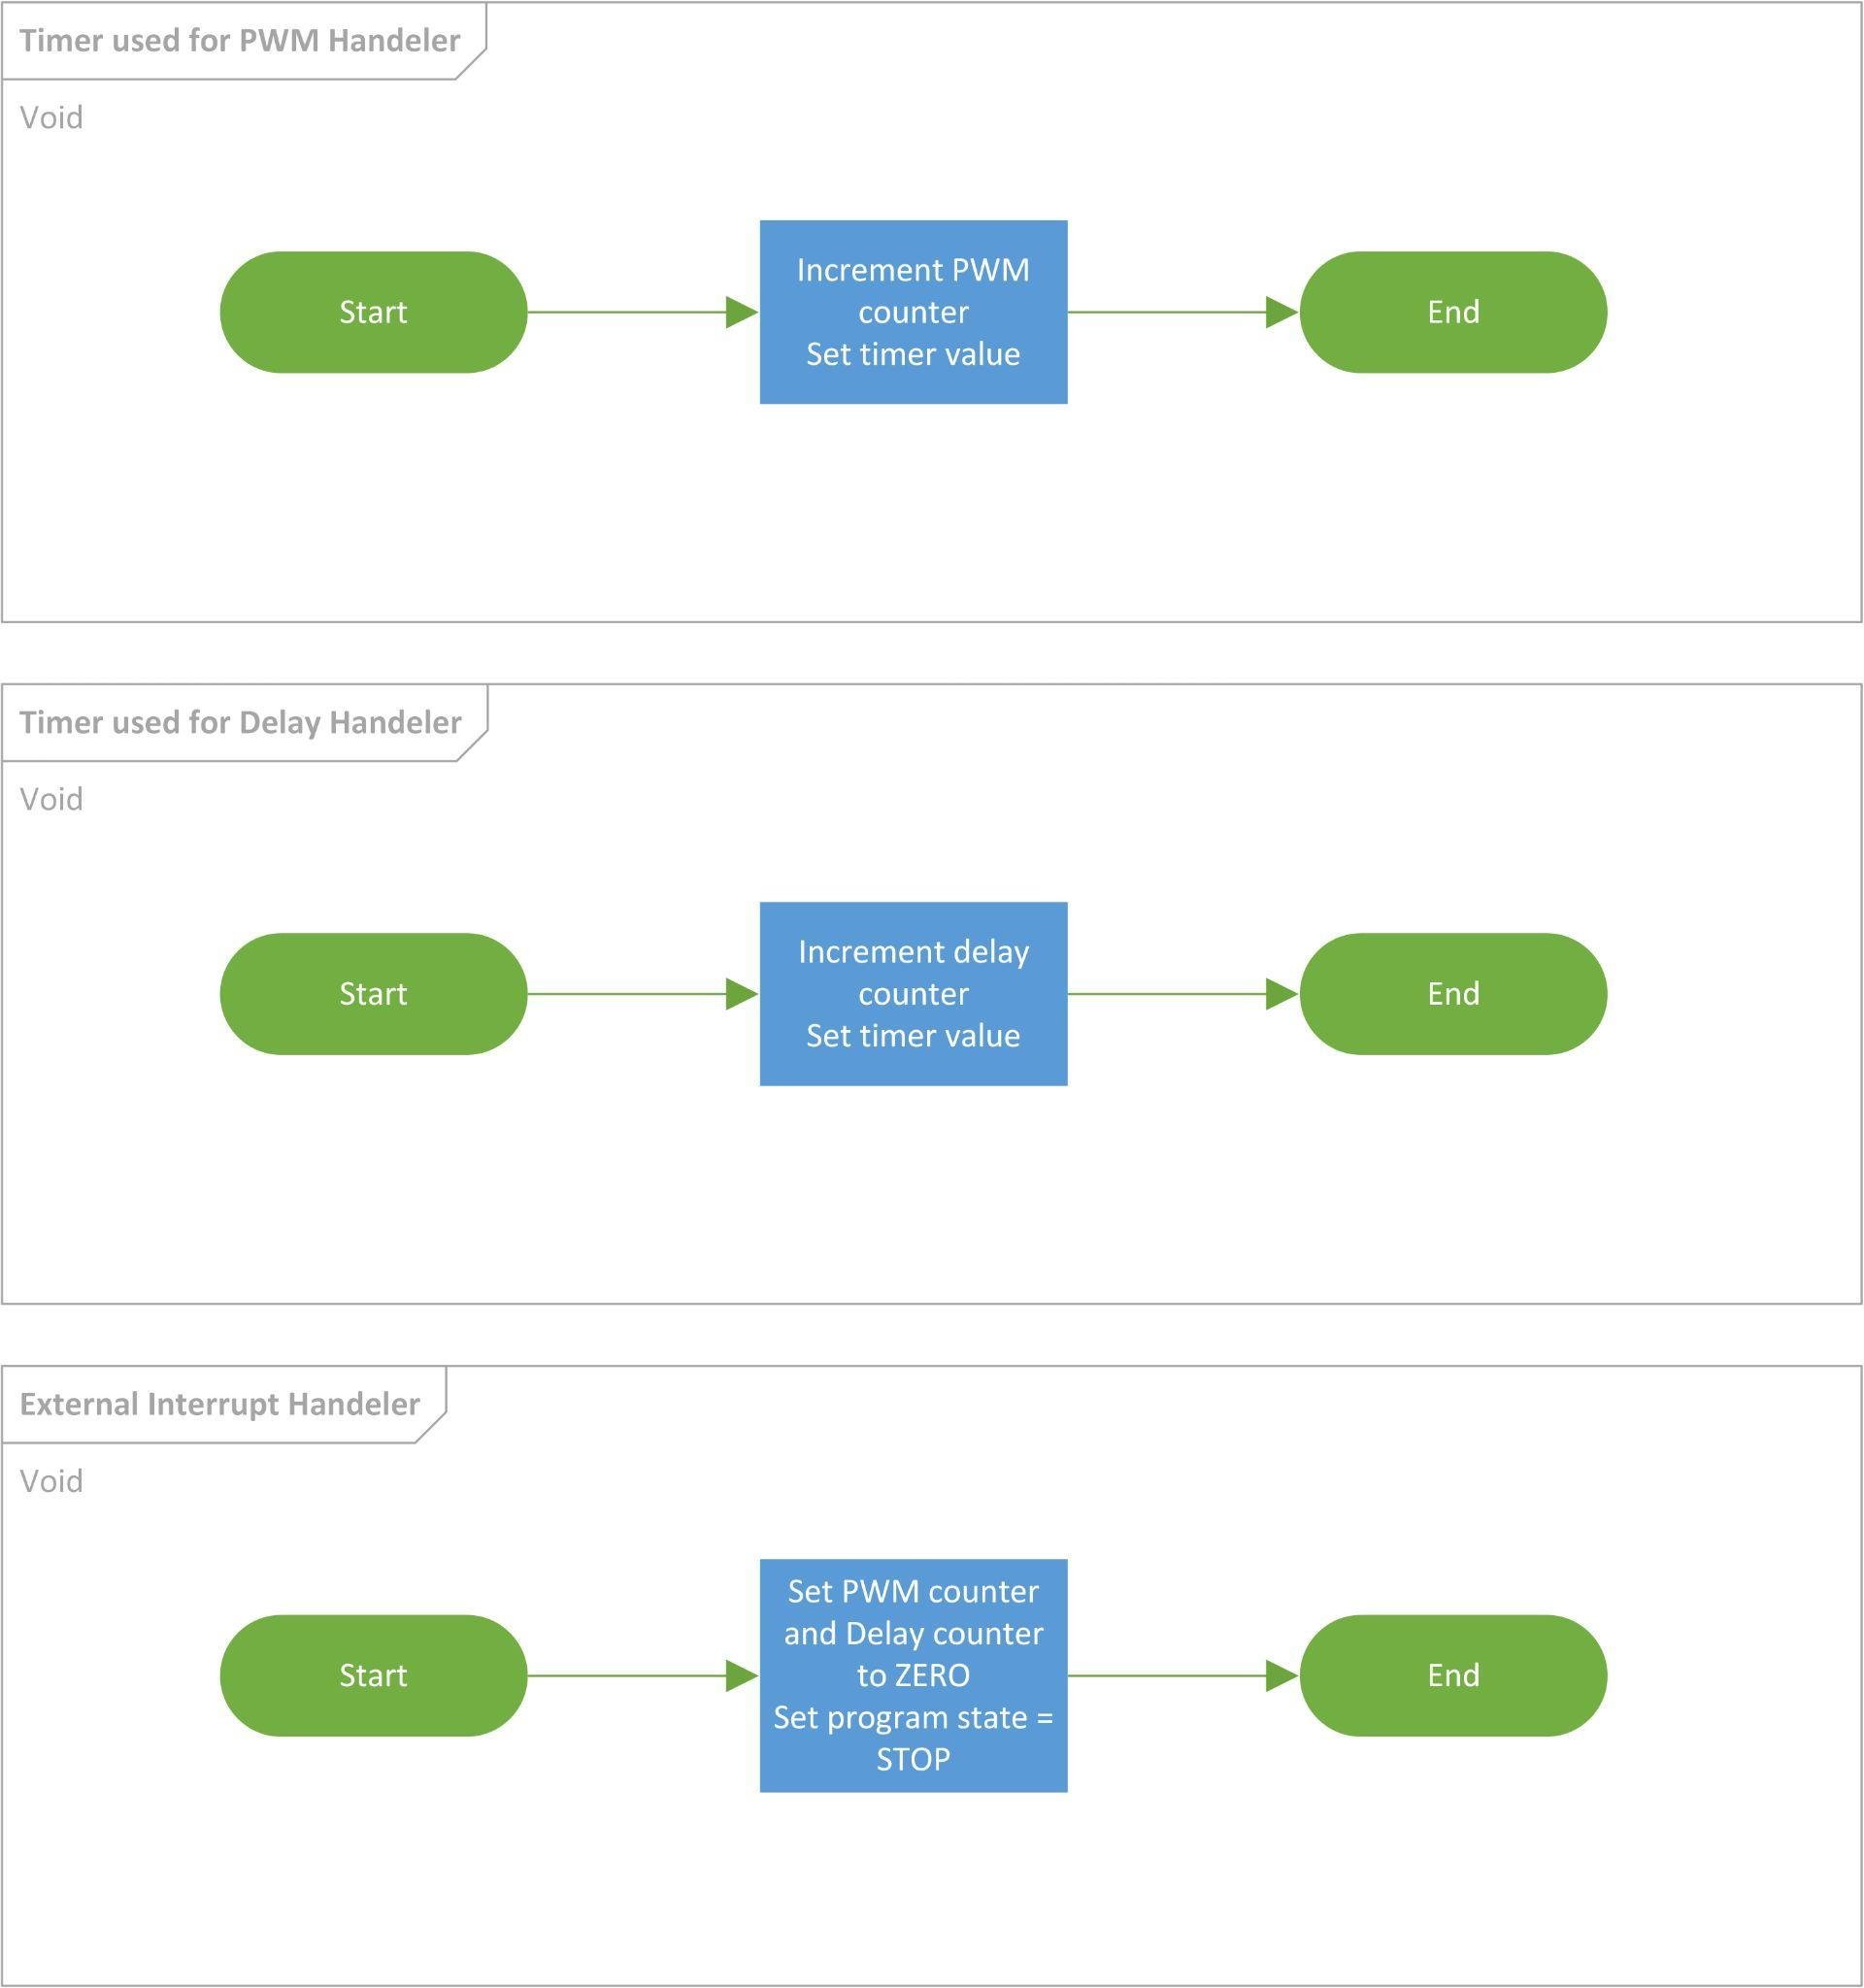 Timer used for PWM Handeler
Void
Start
Increment PWM
counter
Set timer value
End
Timer used for Delay Handeler
Void
Start
Increment delay
counter
Set timer value
End
External Interrupt Handeler
Void
Start
Set PWM counter
and Delay counter
to ZERO
Set program state =
STOP
End